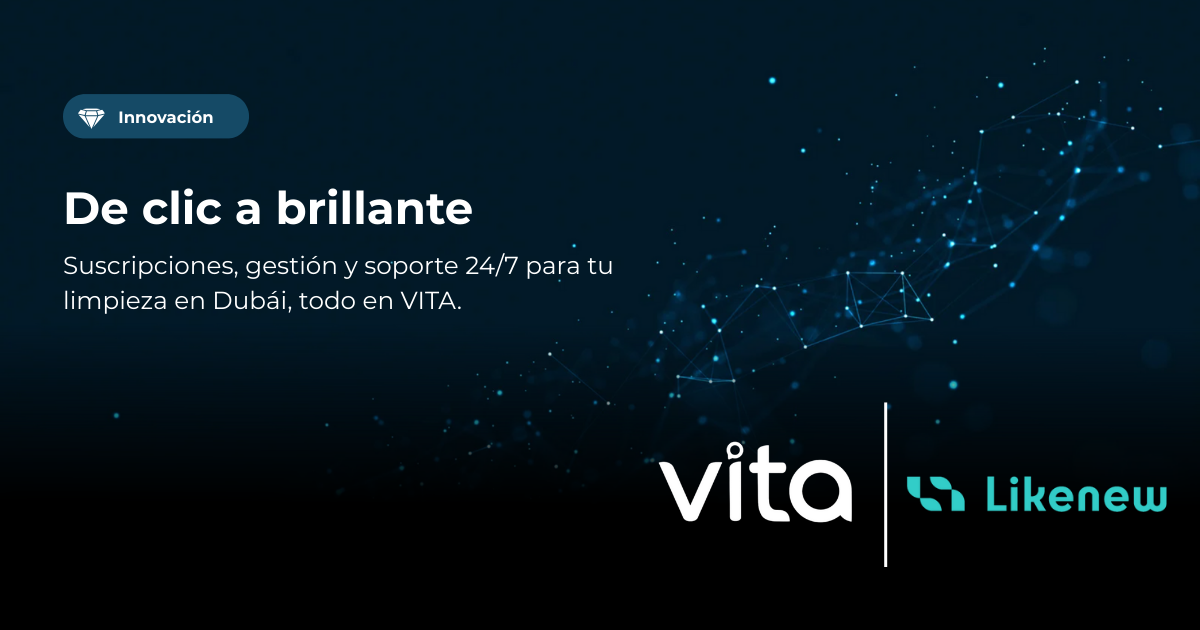 Innovación
De clic a brillante
Suscripciones, gestión y soporte 24/7 para tu
limpieza en Dubái, todo en VITA.
vita
Likenew